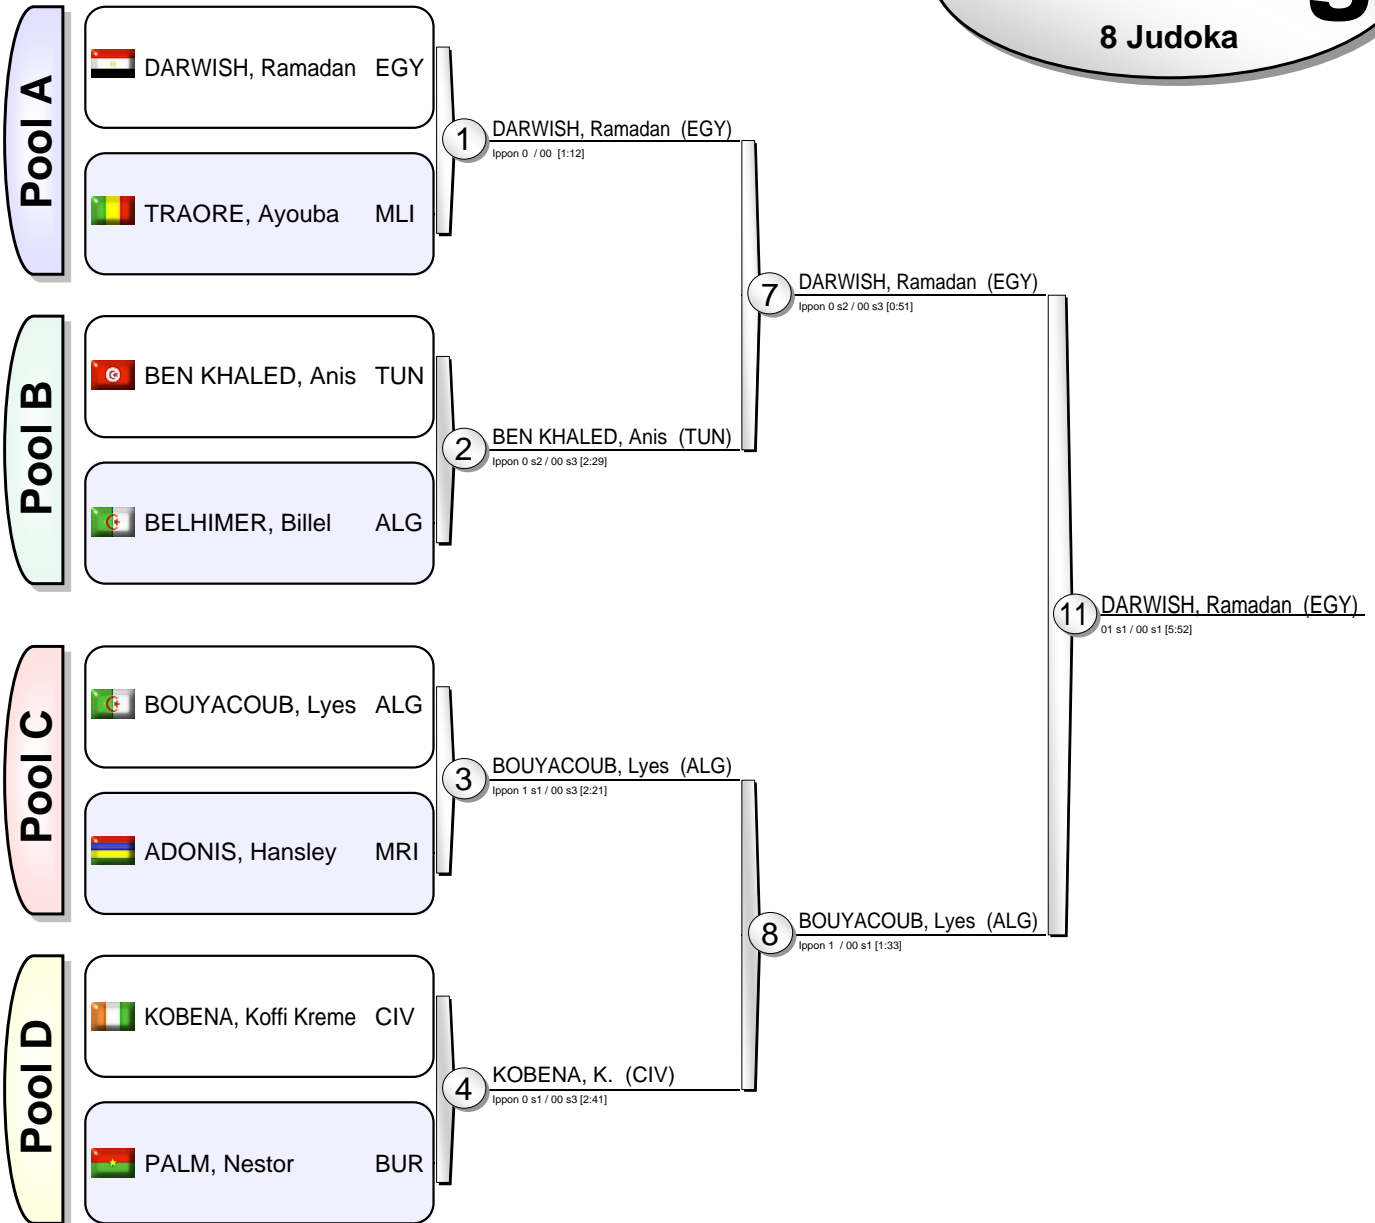 8 Judoka
Pool A
DARWISH, Ramadan EGY
TRAORE, Ayouba MLI
1
DARWISH, Ramadan (EGY)
Ippon 0 / 00 [1:12]
Pool B
BEN KHALED, Anis TUN
BELHIMER, Billel ALG
2
BEN KHALED, Anis (TUN)
Ippon 0 s2 / 00 s3 [2:29]
7
DARWISH, Ramadan (EGY)
Ippon 0 s2 / 00 s3 [0:51]
Pool C
BOUYACOUB, Lyes ALG
ADONIS, Hansley MRI
3
BOUYACOUB, Lyes (ALG)
Ippon 1 s1 / 00 s3 [2:21]
Pool D
KOBENA, Koffi Kreme CIV
PALM, Nestor BUR
4
KOBENA, K. (CIV)
Ippon 0 s1 / 00 s3 [2:41]
8
BOUYACOUB, Lyes (ALG)
Ippon 1 / 00 s1 [1:33]
11
DARWISH, Ramadan (EGY)
01 s1 / 00 s1 [5:52]